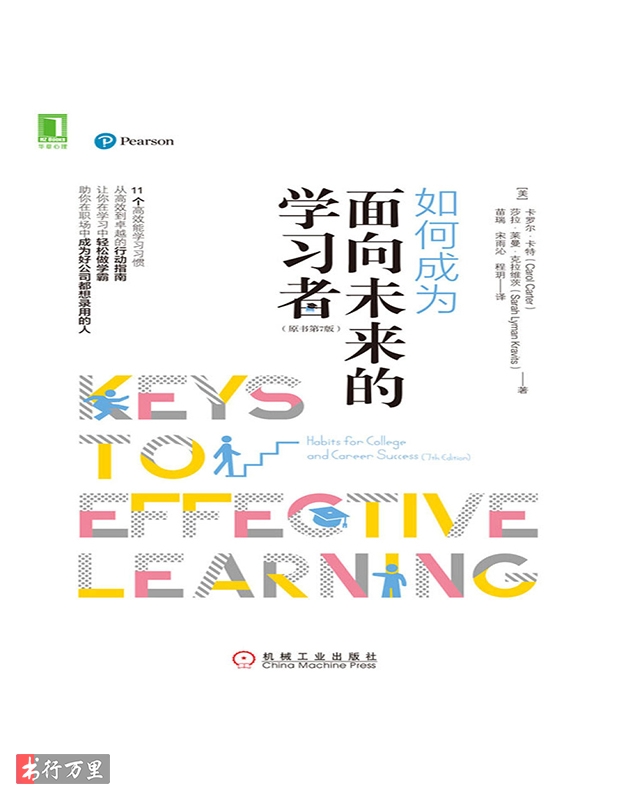 华章心理
Pearson
[美]
卡罗尔·卡特(Carol Carter)
莎拉·莱曼·克拉维茨(Sarah Lyman Kravits)
著
苗瑞 宋雨沁 程玥——译
如何成为
面向未来的
学习者
(原书第7版)
11个高效能学习习惯
从高效到卓越的行动指南
让你在学习中轻松做学霸
助你在职场中成为好公司都想录用的人
KEYS
TO
Habits for College
and Career Success (7th Edition)
EFFECTIVE
LEARNING
机械工业出版社
China Machine Press
书行万里